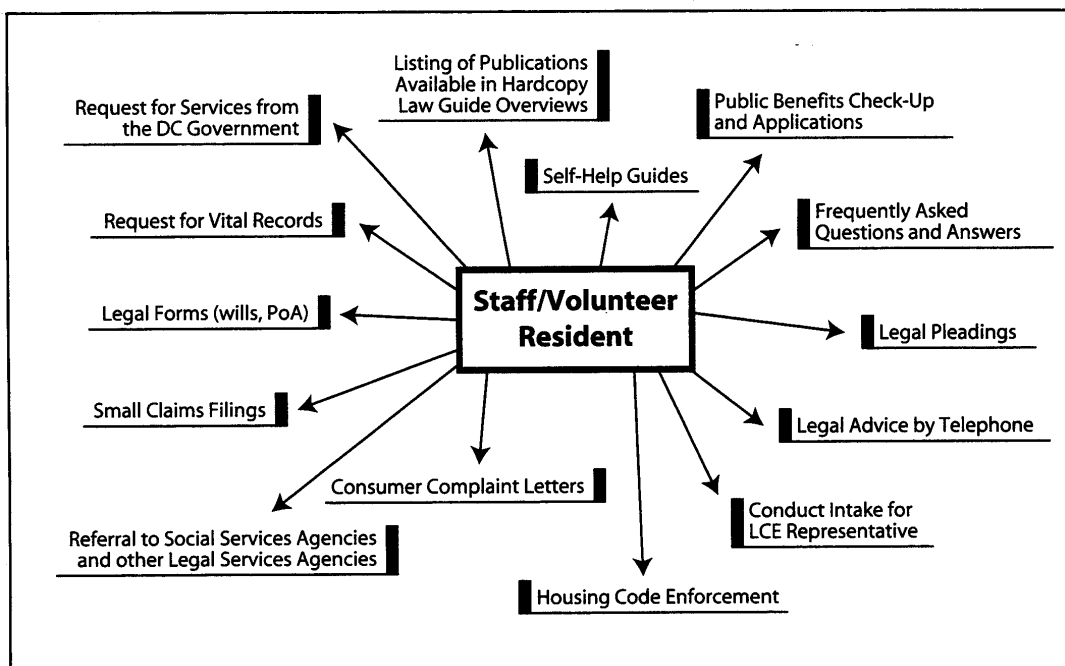 Listing of Publications
Available in Hardcopy
Law Guide Overviews
Request for Services from
the DC Government
Public Benefits Check-Up
and Applications
Self-Help Guides
Request for Vital Records
Frequently Asked
Questions and Answers
Staff/Volunteer
Resident
Legal Forms (wills, PoA)
Legal Pleadings
Small Claims Filings
Legal Advice by Telephone
Consumer Complaint Letters
Conduct Intake for
LCE Representative
Referral to Social Services Agencies
and other Legal Services Agencies
Housing Code Enforcement